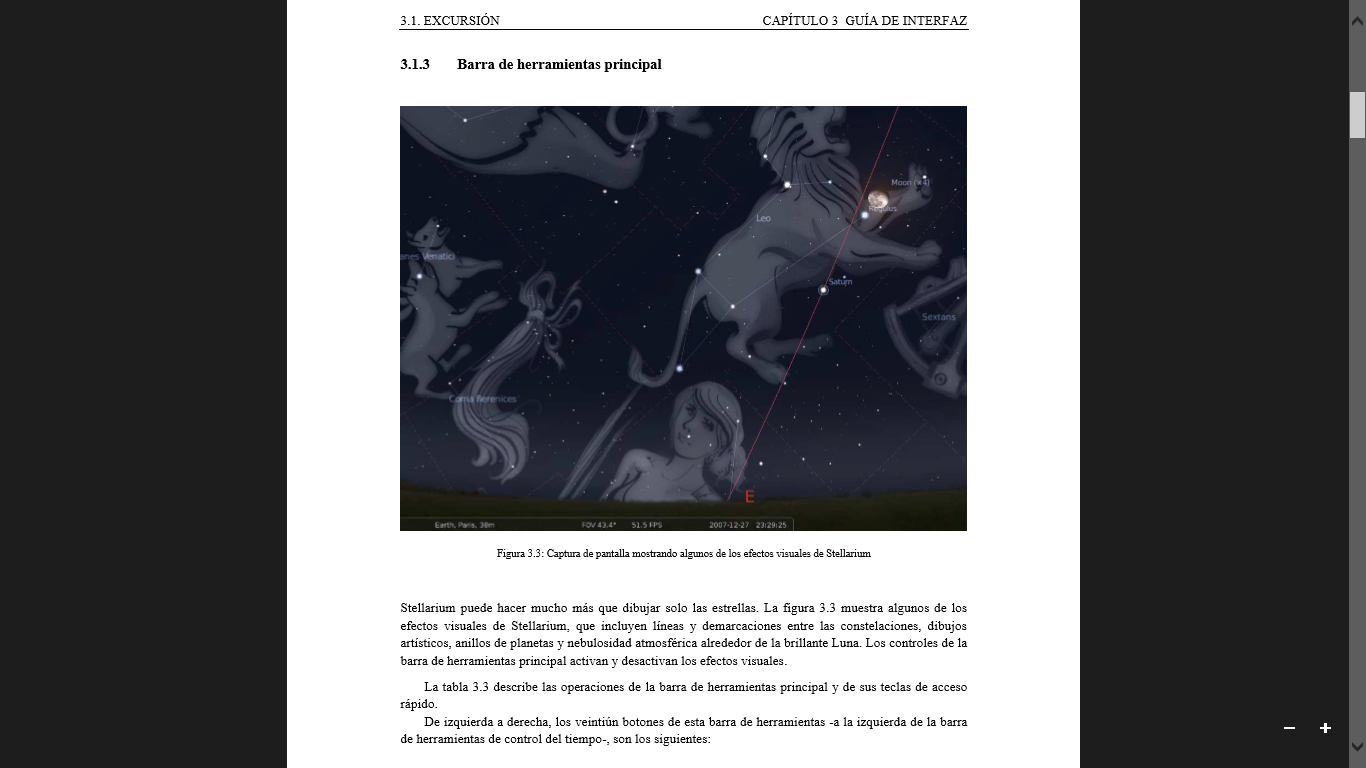 3.1. EXCURSIÓN CAPÍTULO 3 GUÍA DE INTERFAZ
3.1.3 Barra de herramientas principal
Moon (×4)
Regulus
Leo
anes Venatici
Saturn
Sextans
Coma Berenices
E
Earth, Paris, 38m FOV 43.4° 51.5 FPS 2007-12-27 23:29:25
Figura 3.3: Captura de pantalla mostrando algunos de los efectos visuales de Stellarium
Stellarium puede hacer mucho más que dibujar solo las estrellas. La figura 3.3 muestra algunos de los
efectos visuales de Stellarium, que incluyen líneas y demarcaciones entre las constelaciones, dibujos
artísticos, anillos de planetas y nebulosidad atmosférica alrededor de la brillante Luna. Los controles de la
barra de herramientas principal activan y desactivan los efectos visuales.
La tabla 3.3 describe las operaciones de la barra de herramientas principal y de sus teclas de acceso
rápido.
De izquierda a derecha, los veintiún botones de esta barra de herramientas -a la izquierda de la barra
de herramientas de control del tiempo-, son los siguientes: